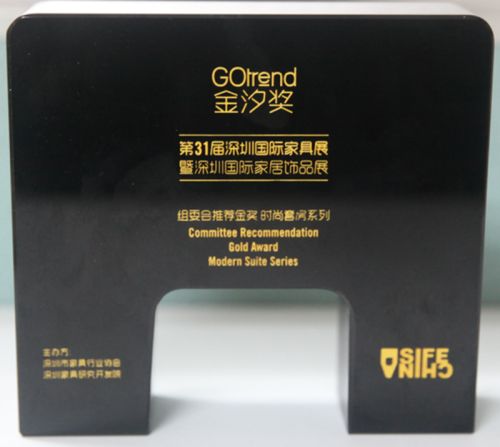 GOtrend
金汐奖
第31届深圳国际家具展
暨深圳国际家居饰品展
组委会推荐金奖 时尚套房系列
Committee Recommendation
Gold Award
Modern Suite Series
主办方:
深圳市家具行业协会
深圳家具研究开发院
SIFE
CHINA